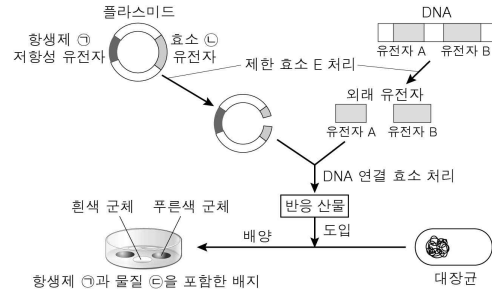 플라스미드
DNA
항생제 ㉠
저항성 유전자
효소 ㉡
유전자
유전자 A 유전자 B
제한 효소 E 처리
외래 유전자
유전자 A 유전자 B
DNA 연결 효소 처리
반응 산물
흰색 군체 푸른색 군체
배양
도입
대장균
항생제 ㉠과 물질 ㉢을 포함한 배지